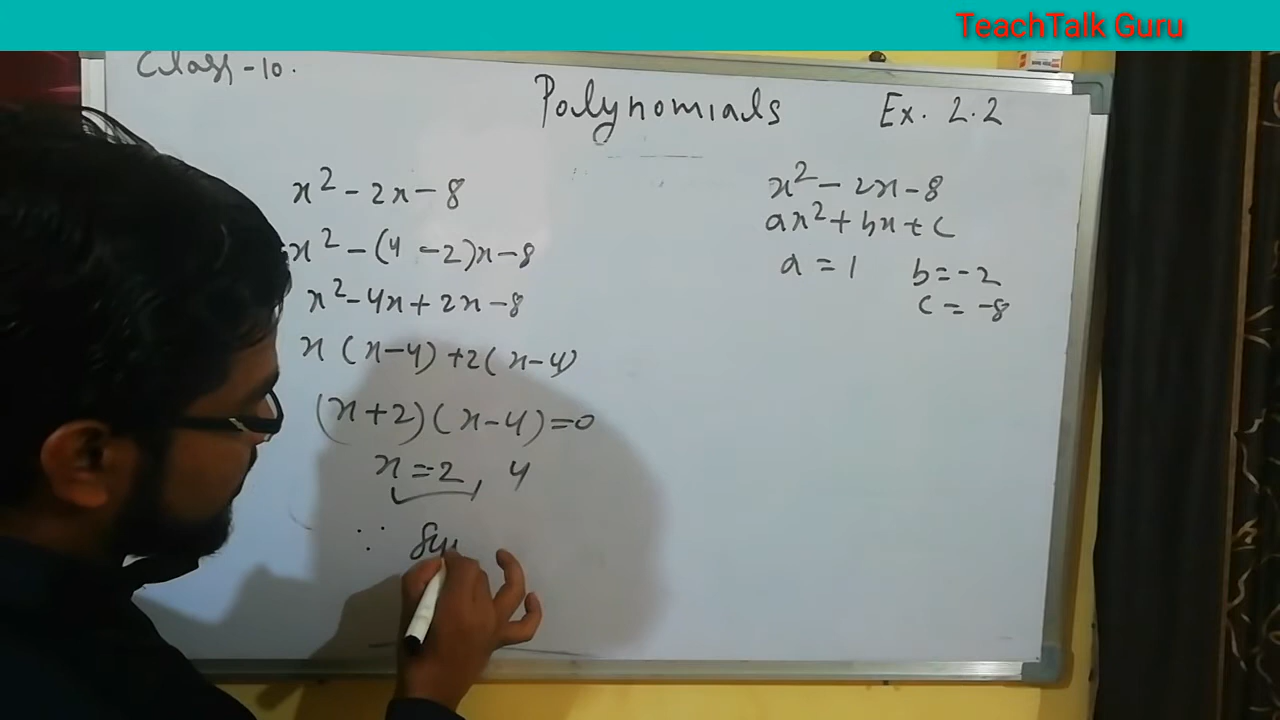 TeachTalk Guru
Class-10.
Polynomials Ex. 2.2
x² - 2x - 8
x² - (4 - 2)x - 8
x² - 4x + 2x - 8
x (x-4) + 2(x-4)
(x+2)(x-4)=0
x = 2, 4
∵ Su
x² - 2x - 8
ax² + bx + c
a = 1 b = -2
c = -8